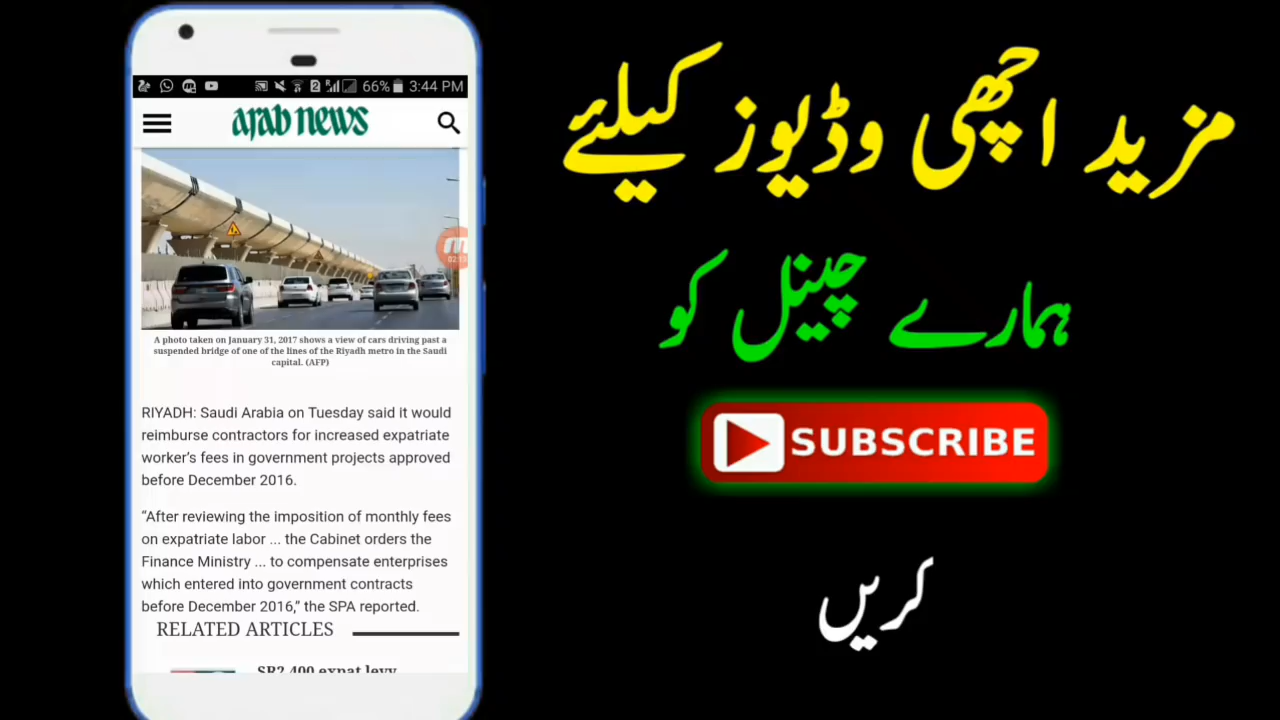 66% 3:44 PM
arab news
A photo taken on January 31, 2017 shows a view of cars driving past a
suspended bridge of one of the lines of the Riyadh metro in the Saudi
capital. (AFP)
RIYADH: Saudi Arabia on Tuesday said it would
reimburse contractors for increased expatriate
worker’s fees in government projects approved
before December 2016.
“After reviewing the imposition of monthly fees
on expatriate labor ... the Cabinet orders the
Finance Ministry ... to compensate enterprises
which entered into government contracts
before December 2016,” the SPA reported.
RELATED ARTICLES
SR2,400 expat levy
مزید اچھی وڈیوز کیلئے
ہمارے چینل کو
SUBSCRIBE
کریں